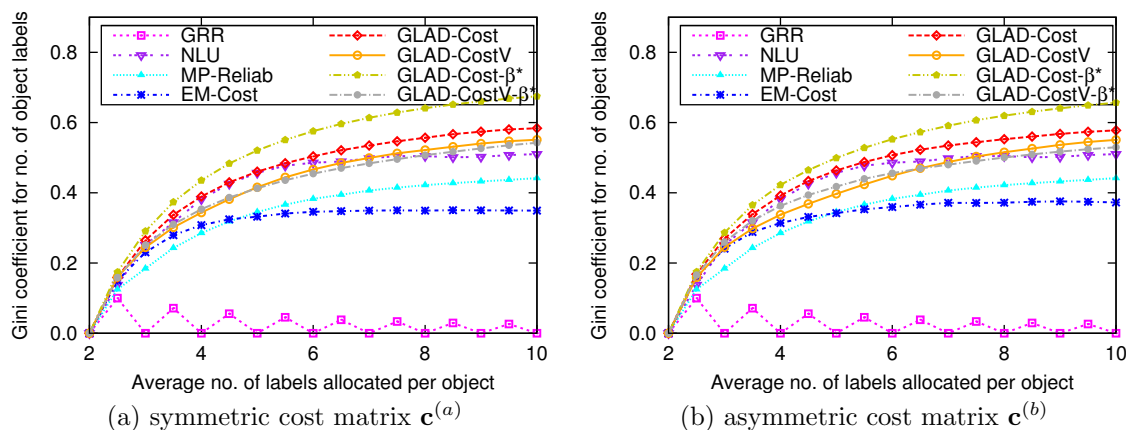 Gini coefficient for no. of object labels
0.8
0.6
0.4
0.2
0.0
GRR
NLU
MP-Reliab
EM-Cost
GLAD-Cost
GLAD-CostV
GLAD-Cost-β*
GLAD-CostV-β*
2 4 6 8 10
Average no. of labels allocated per object
(a) symmetric cost matrix c^(a)
Gini coefficient for no. of object labels
0.8
0.6
0.4
0.2
0.0
GRR
NLU
MP-Reliab
EM-Cost
GLAD-Cost
GLAD-CostV
GLAD-Cost-β*
GLAD-CostV-β*
2 4 6 8 10
Average no. of labels allocated per object
(b) asymmetric cost matrix c^(b)